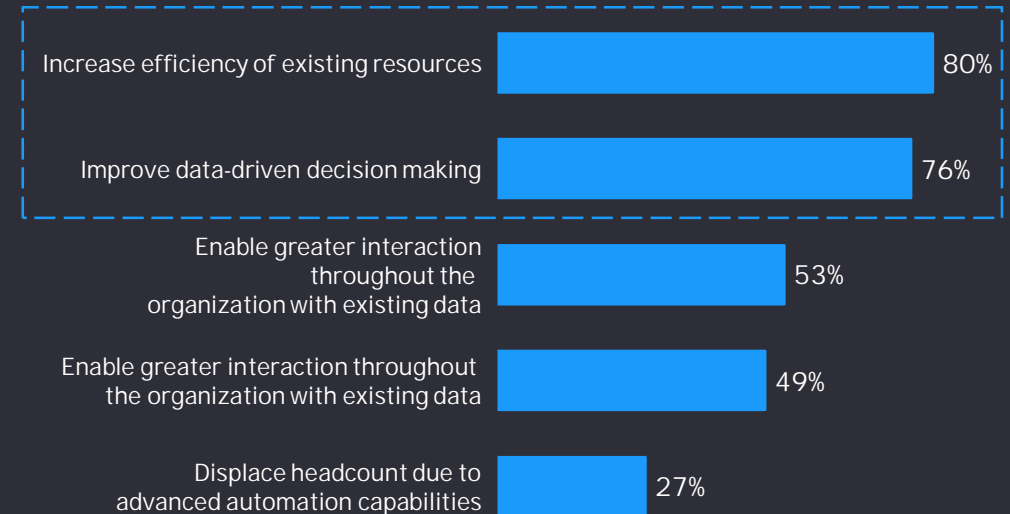 Increase efficiency of existing resources
80%
Improve data-driven decision making
76%
Enable greater interaction
throughout the
organization with existing data
53%
Enable greater interaction throughout
the organization with existing data
49%
Displace headcount due to
advanced automation capabilities
27%